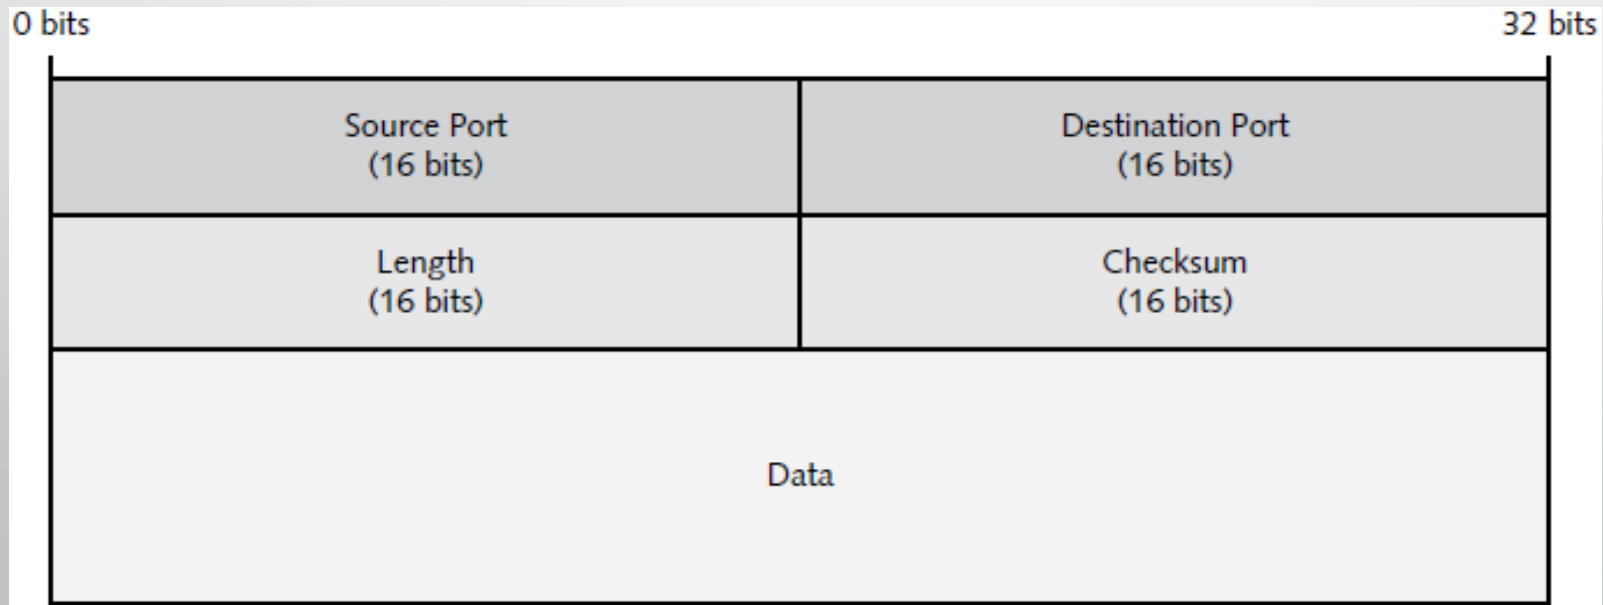 0 bits
32 bits
Source Port
(16 bits)
Destination Port
(16 bits)
Length
(16 bits)
Checksum
(16 bits)
Data